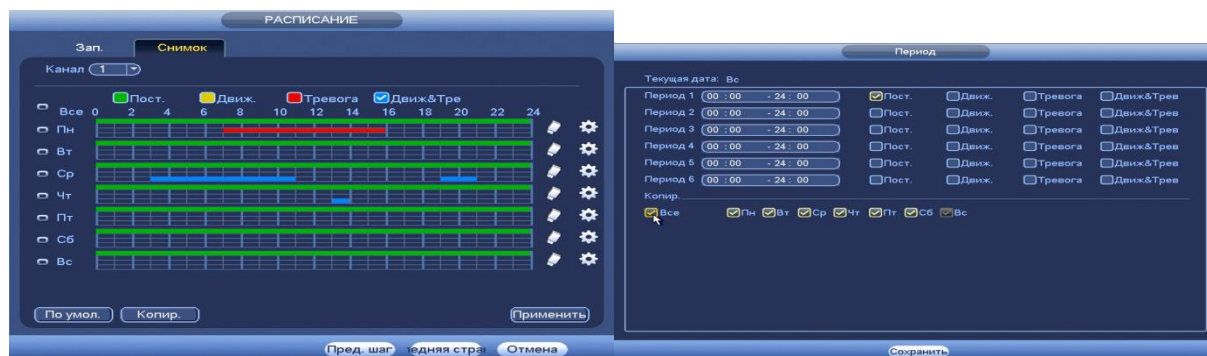 РАСПИСАНИЕ
Зап. Снимок
Канал 1
Пост. Движ. Тревога Движ&Тре
Все 0 2 4 6 8 10 12 14 16 18 20 22 24
Пн
Вт
Ср
Чт
Пт
Сб
Вс
По умол. Копир. Применить
Пред. шаг едняя стра Отмена
Период
Текущая дата: Вс
Период 1 00 :00 - 24 : 00 Пост. Движ. Тревога Движ&Трев
Период 2 00 :00 - 24 : 00 Пост. Движ. Тревога Движ&Трев
Период 3 00 :00 - 24 : 00 Пост. Движ. Тревога Движ&Трев
Период 4 00 :00 - 24 : 00 Пост. Движ. Тревога Движ&Трев
Период 5 00 :00 - 24 : 00 Пост. Движ. Тревога Движ&Трев
Период 6 00 :00 - 24 : 00 Пост. Движ. Тревога Движ&Трев
Копир.
Все Пн Вт Ср Чт Пт Сб Вс
Сохранить